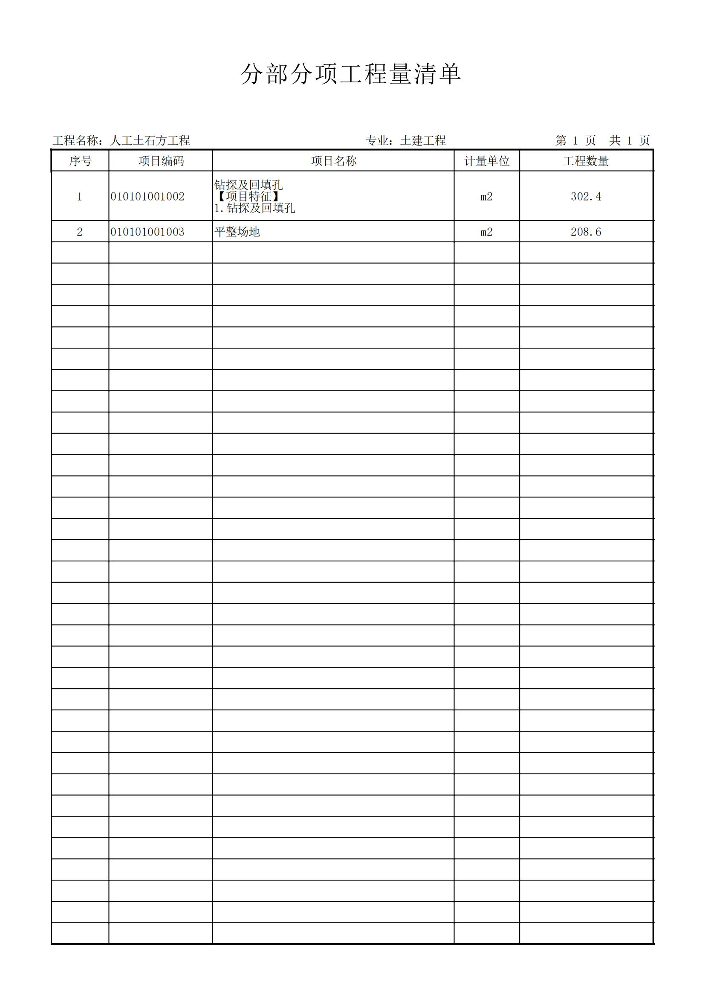 分部分项工程量清单
工程名称：人工土石方工程 专业：土建工程 第 1 页 共 1 页
序号 项目编码 项目名称 计量单位 工程数量
1 010101001002 钻探及回填孔
【项目特征】
1.钻探及回填孔 m2 302.4
2 010101001003 平整场地 m2 208.6